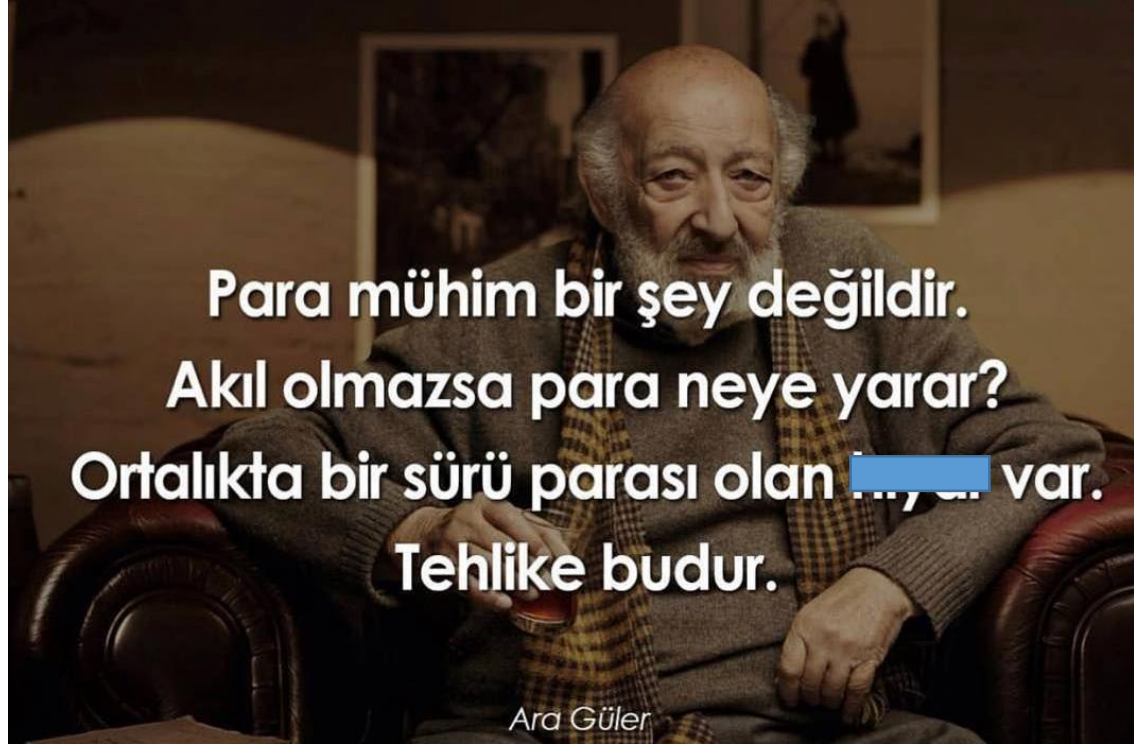 Para mühim bir şey değildir.
Akıl olmazsa para neye yarar?
Ortalıkta bir sürü parası olan var.
Tehlike budur.
Ara Güler